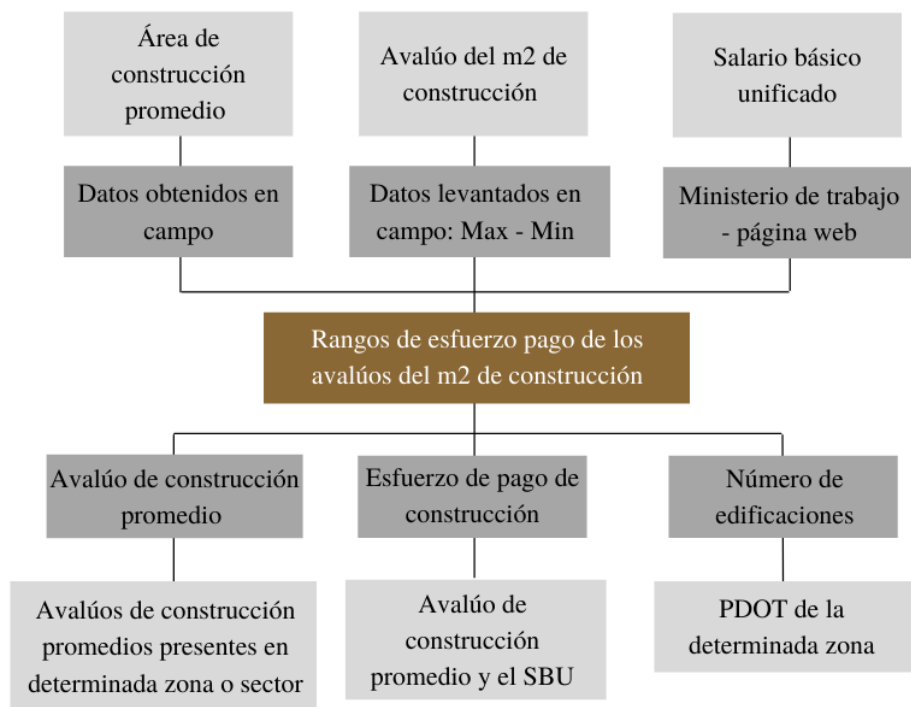 Área de
construcción
promedio
Avalúo del m2 de
construcción
Salario básico
unificado
Datos obtenidos en
campo
Datos levantados en
campo: Max - Min
Ministerio de trabajo
- página web
Rangos de esfuerzo pago de los
avalúos del m2 de construcción
Avalúo de construcción
promedio
Esfuerzo de pago de
construcción
Número de
edificaciones
Avalúos de construcción
promedios presentes en
determinada zona o sector
Avalúo de
construcción
promedio y el SBU
PDOT de la
determinada zona